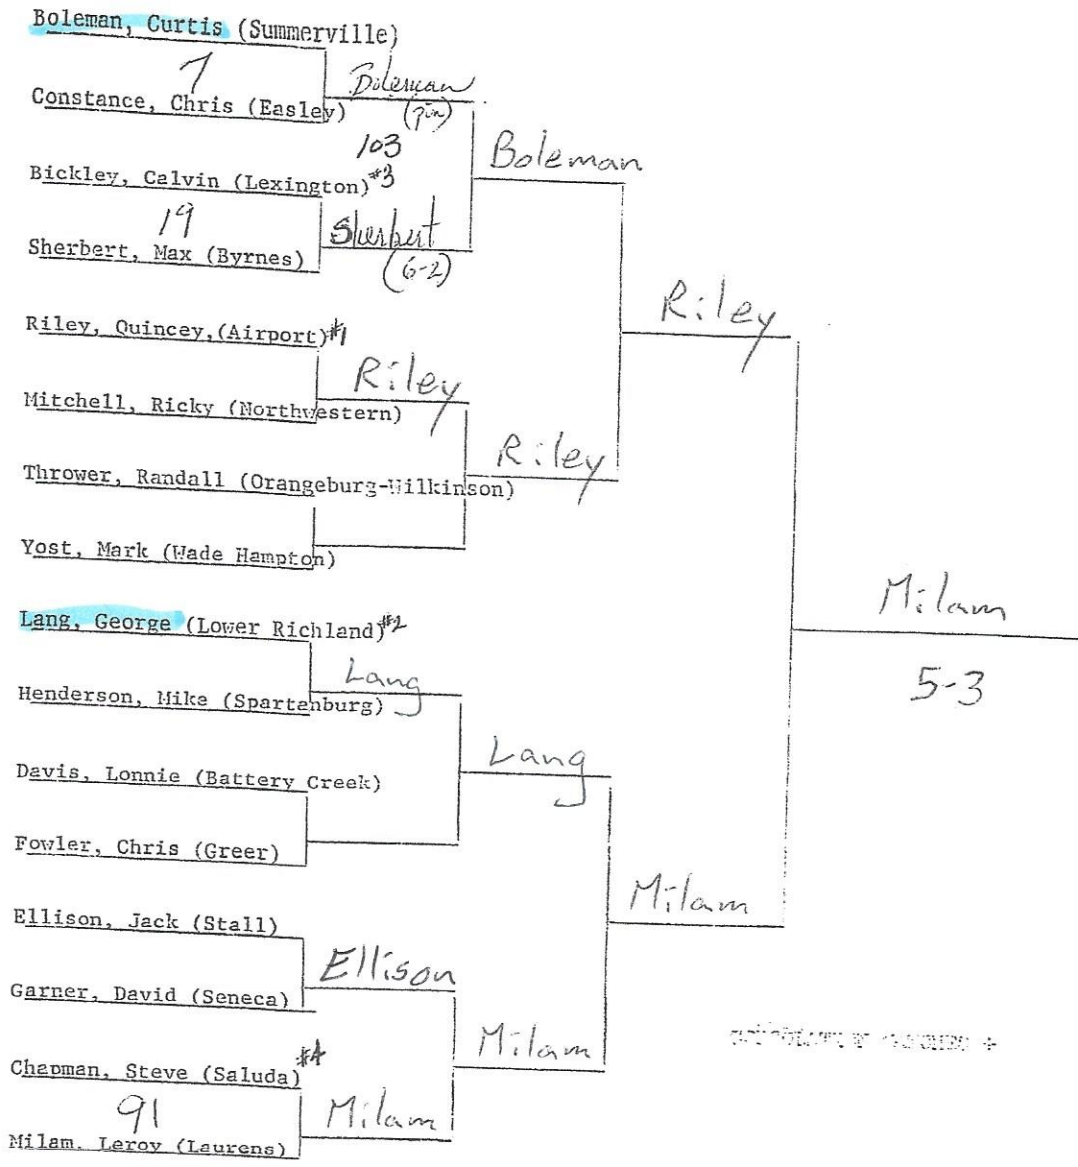 Boleman, Curtis (Summerville)
7
Boleman
(pin)
Constance, Chris (Easley)
103
Boleman
Bickley, Calvin (Lexington) #3
19
Sherbert
Sherbert, Max (Byrnes)
(6-2)
Riley
Riley, Quincey,(Airport) #1
Riley
Mitchell, Ricky (Northwestern)
Riley
Thrower, Randall (Orangeburg-Wilkinson)
Yost, Mark (Wade Hampton)
Milam
5-3
Lang, George (Lower Richland) #2
Lang
Henderson, Mike (Spartenburg)
Lang
Davis, Lonnie (Battery Creek)
Fowler, Chris (Greer)
Milam
Ellison, Jack (Stall)
Ellison
Garner, David (Seneca)
Milam
Chapman, Steve (Saluda) #4
91
Milam
Milam, Leroy (Laurens)